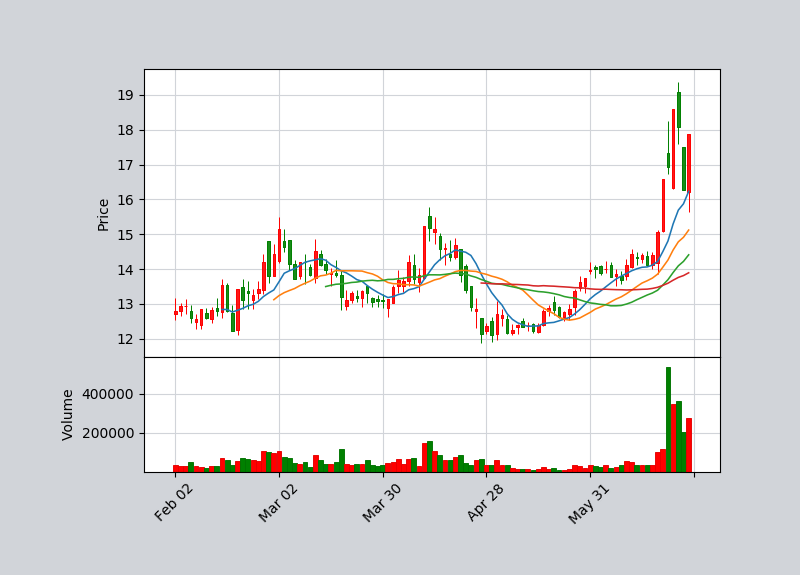 Price
19
18
17
16
15
14
13
12
Volume
400000
200000
Feb 02
Mar 02
Mar 30
Apr 28
May 31